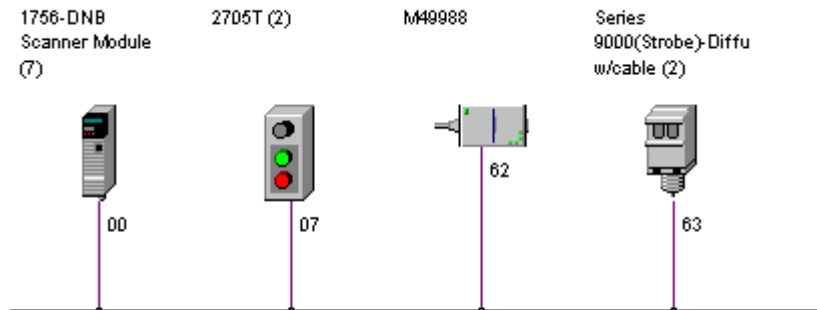 1756-DNB
Scanner Module
(7)
2705T (2)
M49988
Series
9000(Strobe)-Diffu
w/cable (2)
00
07
62
63